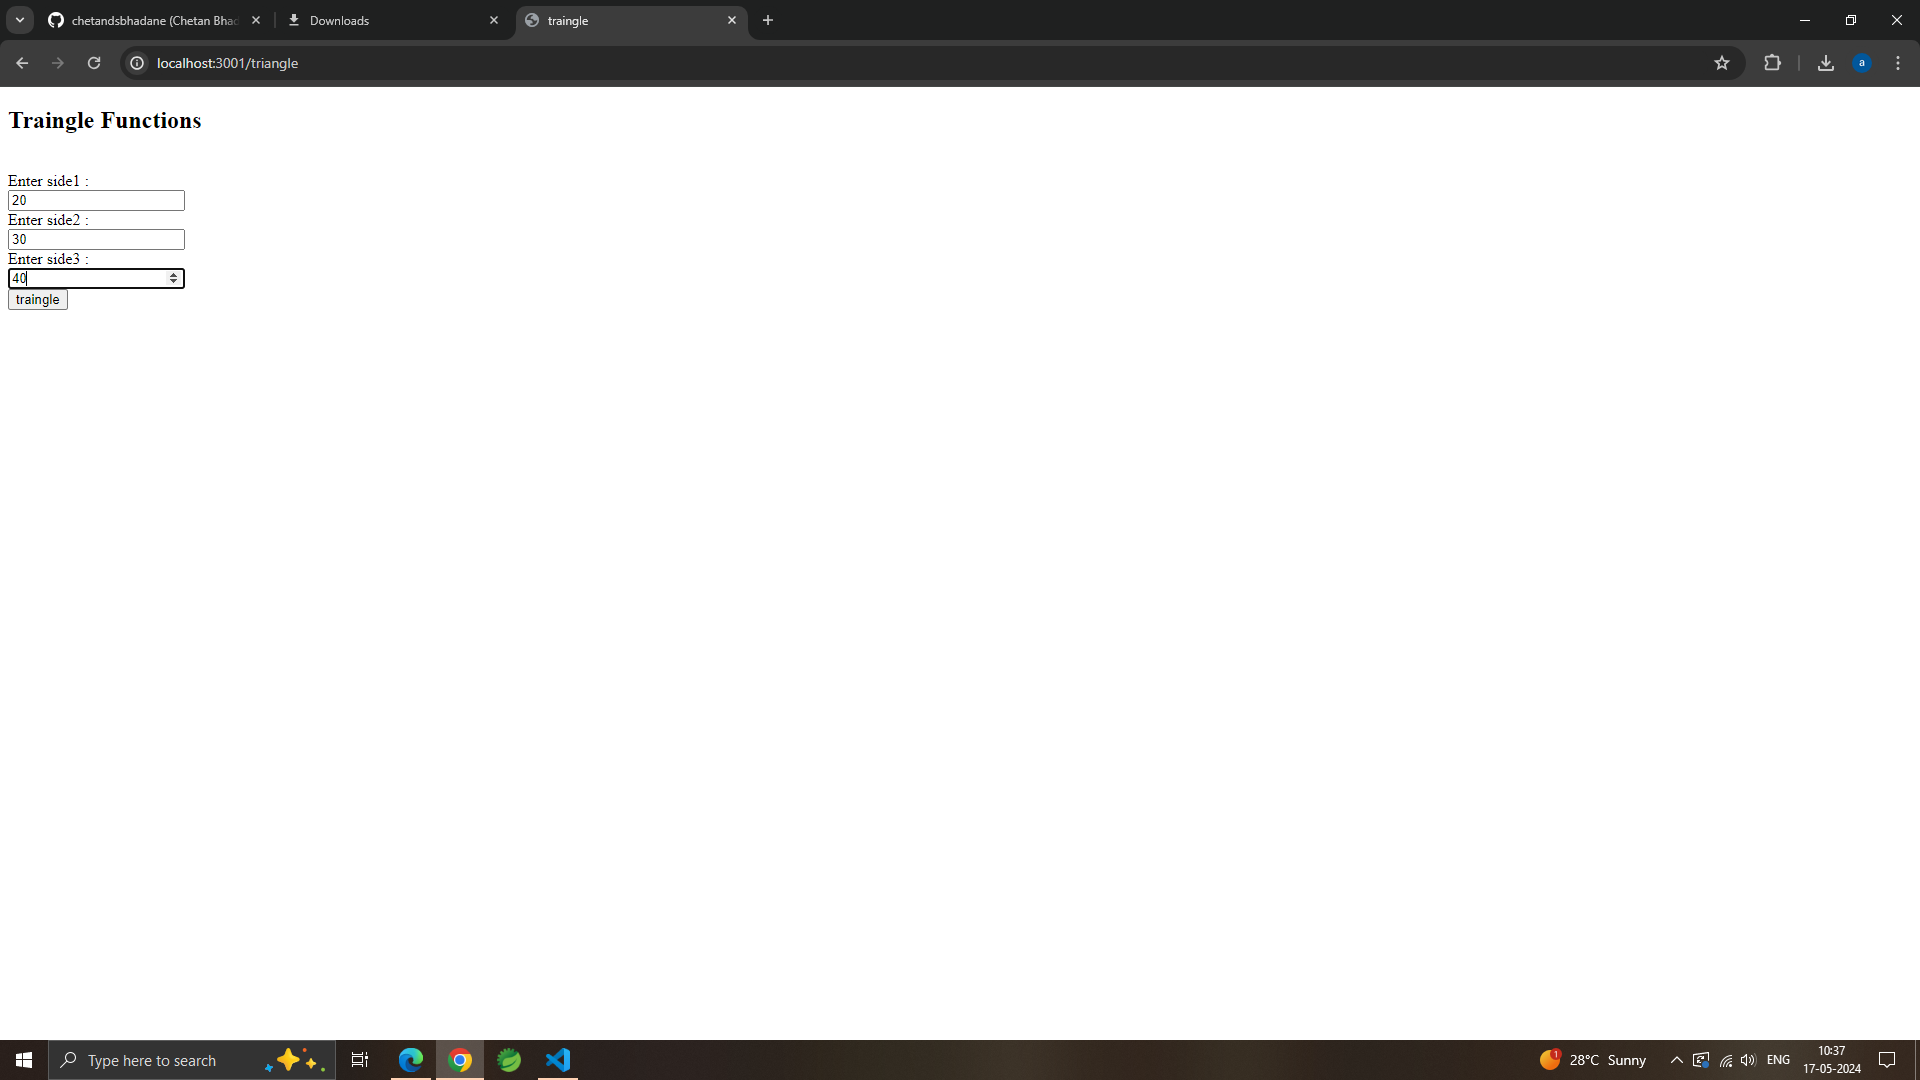 chetandsbhadane (Chetan Bhad
Downloads
traingle
localhost:3001/triangle
a
Traingle Functions
Enter side1 :
20
Enter side2 :
30
Enter side3 :
40
traingle
Type here to search
1
28°C Sunny
ENG
10:37
17-05-2024